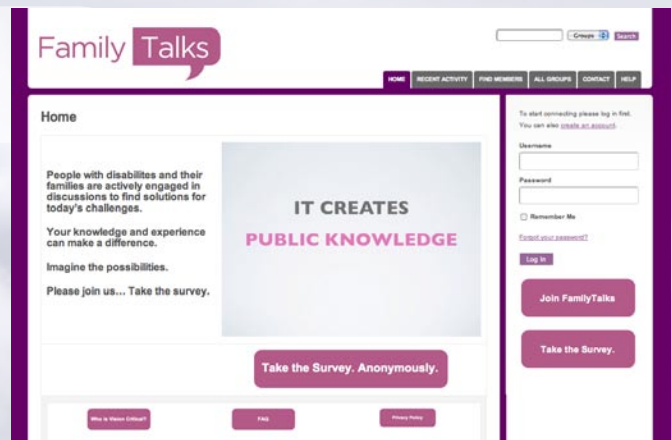 Family Talks
Groups
Search
HOME
RECENT ACTIVITY
FIND MEMBERS
ALL GROUPS
CONTACT
HELP
Home
People with disabilites and their
families are actively engaged in
discussions to find solutions for
today's challenges.
Your knowledge and experience
can make a difference.
Imagine the possibilities.
Please join us... Take the survey.
IT CREATES
PUBLIC KNOWLEDGE
Take the Survey. Anonymously.
Who is Vision Critical?
FAQ
Privacy Policy
To start connecting please log in first.
You can also create an account.
Username
Password
Remember Me
Forgot your password?
Log In
Join FamilyTalks
Take the Survey.